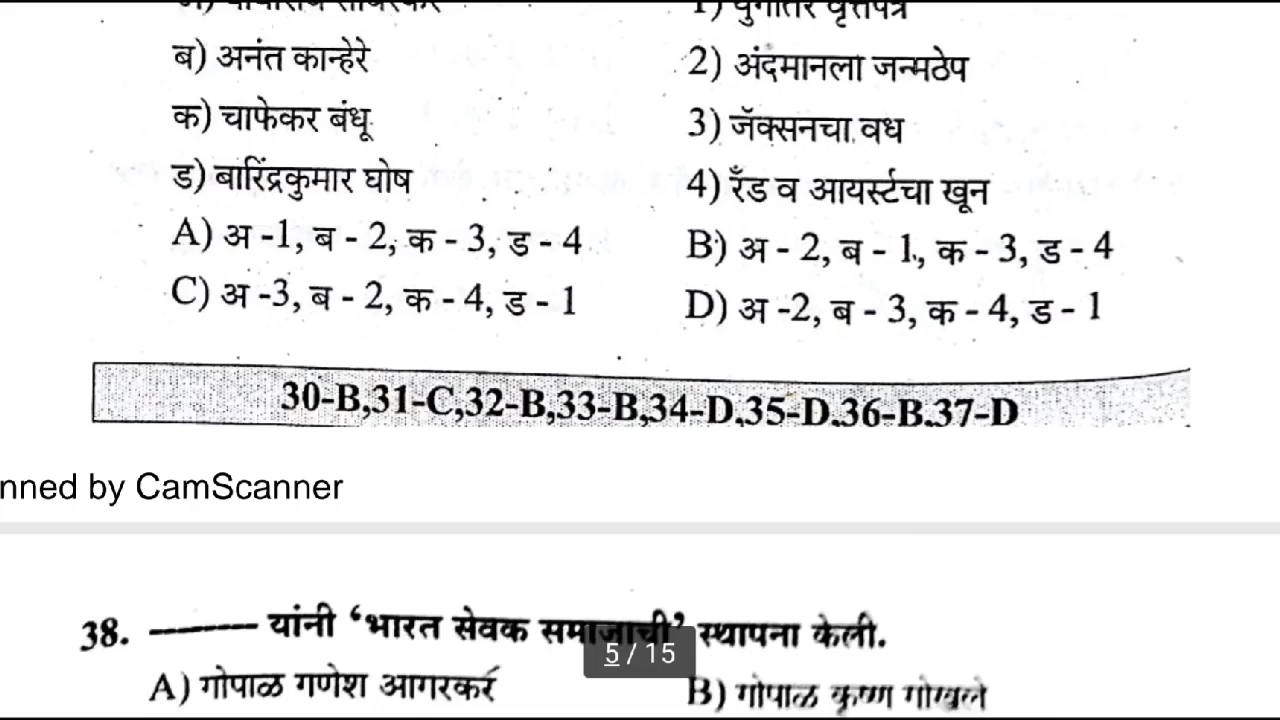 ब) अनंत कान्हेरे 2) अंदमानला जन्मठेप
क) चाफेकर बंधू 3) जॅक्सनचा वध
ड) बारिंद्रकुमार घोष 4) रँड व आयर्स्टचा खून
A) अ -1, ब - 2, क - 3, ड - 4 B) अ - 2, ब - 1, क - 3, ड - 4
C) अ -3, ब - 2, क - 4, ड - 1 D) अ -2, ब - 3, क - 4, ड - 1
30-B,31-C,32-B,33-B,34-D,35-D,36-B,37-D
nned by CamScanner
38. ——— यांनी ‘भारत सेवक समाजाची’ स्थापना केली.
5 / 15
A) गोपाळ गणेश आगरकर B) गोपाळ कृष्ण गोखले